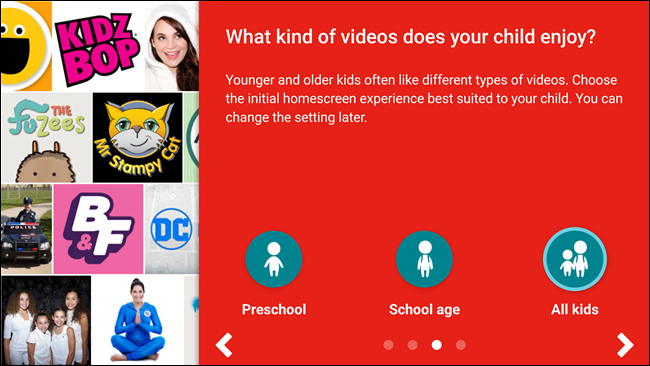 What kind of videos does your child enjoy?
Younger and older kids often like different types of videos. Choose
the initial homescreen experience best suited to your child. You can
change the setting later.
Preschool
School age
All kids
KIDZ
BOP
THE
FuZees
Mr Stampy Cat
POLICE
B
&F
DC